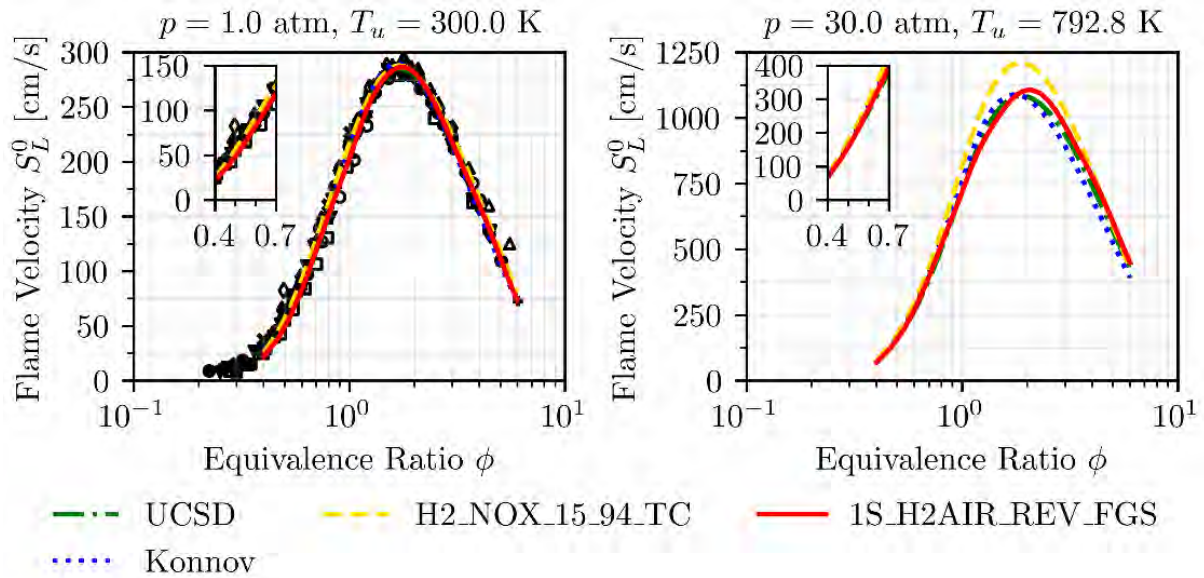 p = 1.0 atm, T_u = 300.0 K
Flame Velocity S_L^0 [cm/s]
300
250
200
150
100
50
0
150
100
50
0
0.4 0.7
10^−1 10^0 10^1
Equivalence Ratio ϕ
p = 30.0 atm, T_u = 792.8 K
Flame Velocity S_L^0 [cm/s]
1250
1000
750
500
250
0
400
300
200
100
0
0.4 0.7
10^−1 10^0 10^1
Equivalence Ratio ϕ
UCSD H2_NOX_15_94_TC 1S_H2AIR_REV_FGS
Konnov